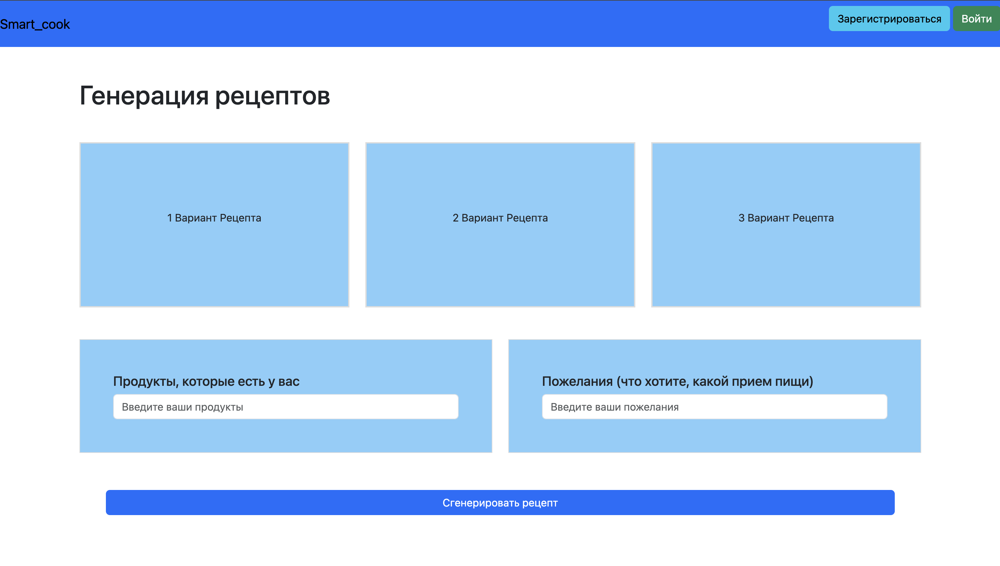 Smart_cook
Зарегистрироваться
Войти
Генерация рецептов
1 Вариант Рецепта
2 Вариант Рецепта
3 Вариант Рецепта
Продукты, которые есть у вас
Введите ваши продукты
Пожелания (что хотите, какой прием пищи)
Введите ваши пожелания
Сгенерировать рецепт